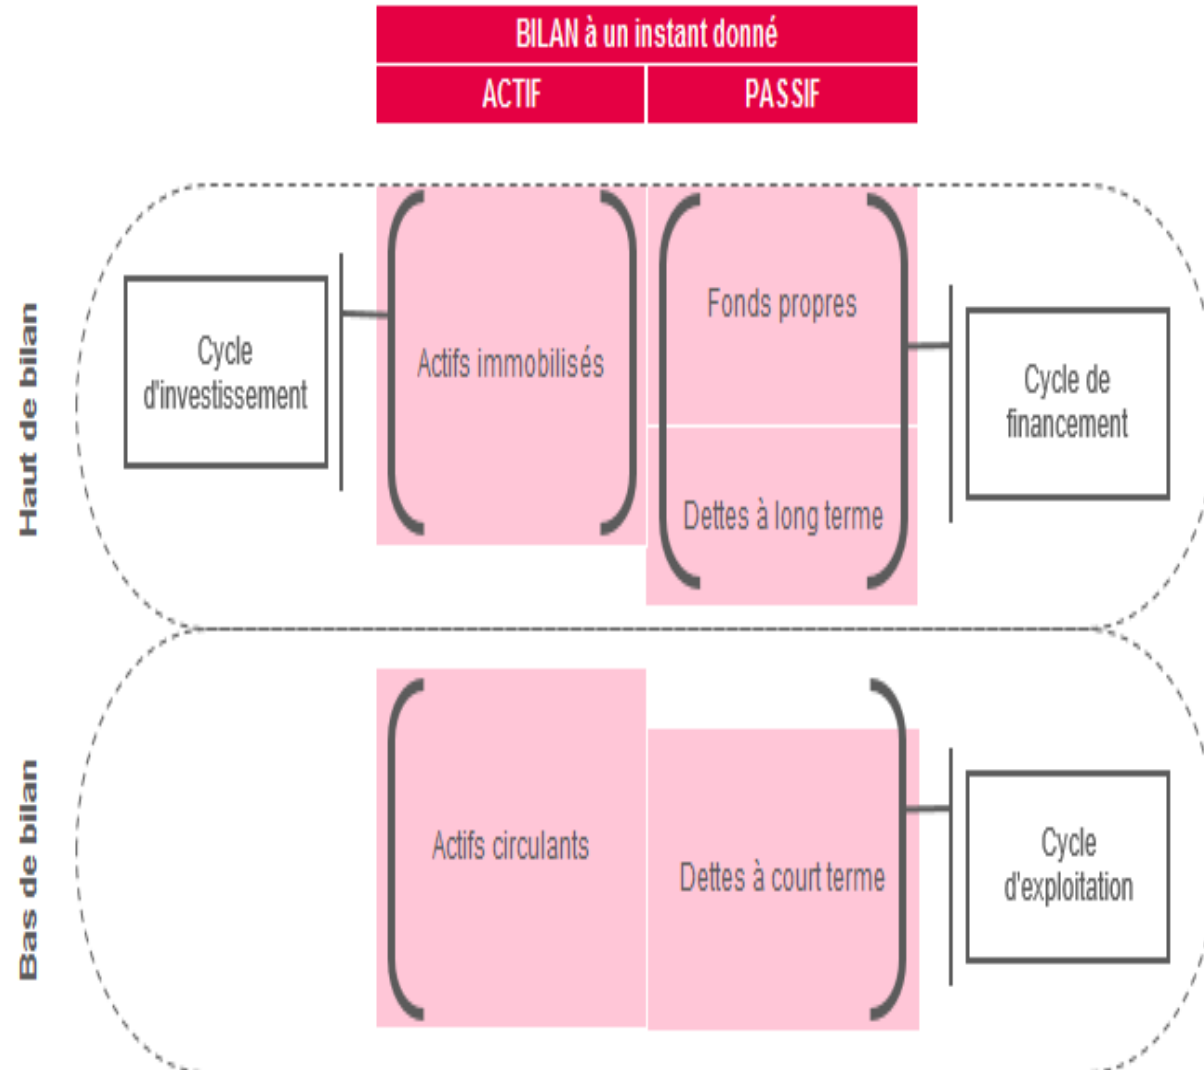 BILAN à un instant donné
ACTIF
PASSIF
Haut de bilan
Cycle
d'investissement
Actifs immobilisés
Fonds propres
Dettes à long terme
Cycle de
financement
Bas de bilan
Actifs circulants
Dettes à court terme
Cycle
d'exploitation